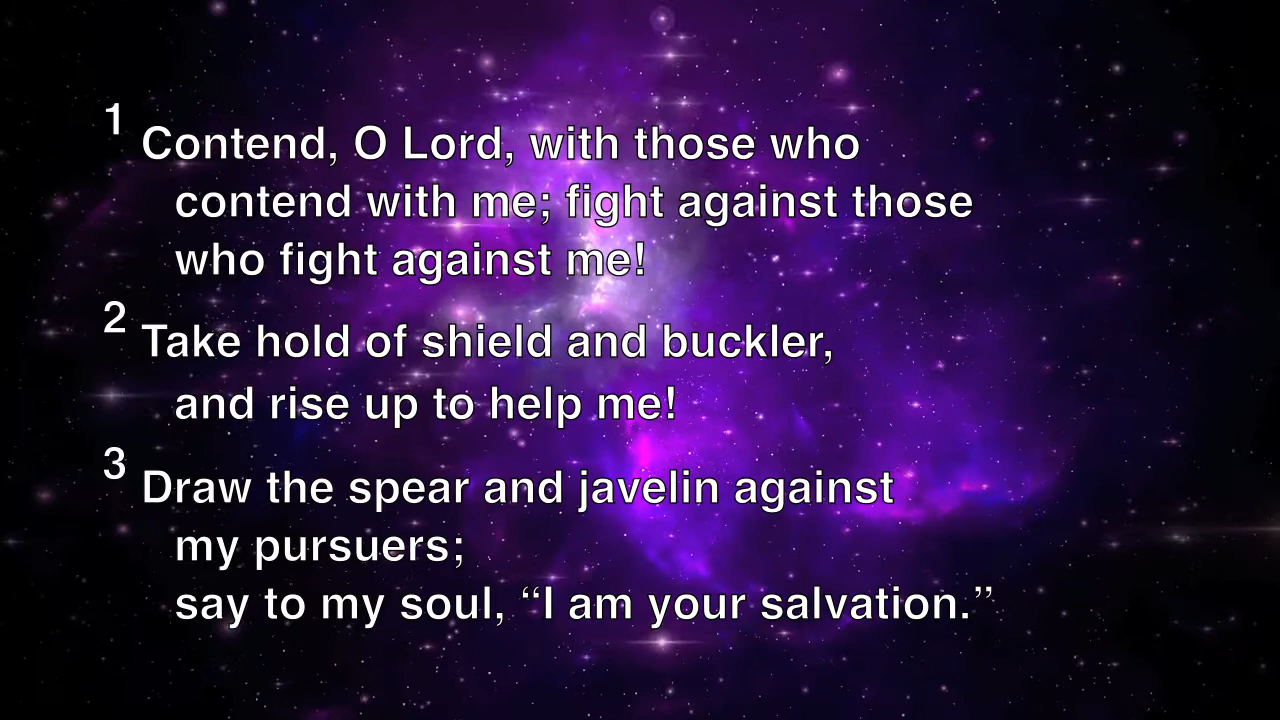 1 Contend, O Lord, with those who
contend with me; fight against those
who fight against me!
2 Take hold of shield and buckler,
and rise up to help me!
3 Draw the spear and javelin against
my pursuers;
say to my soul, “I am your salvation.”